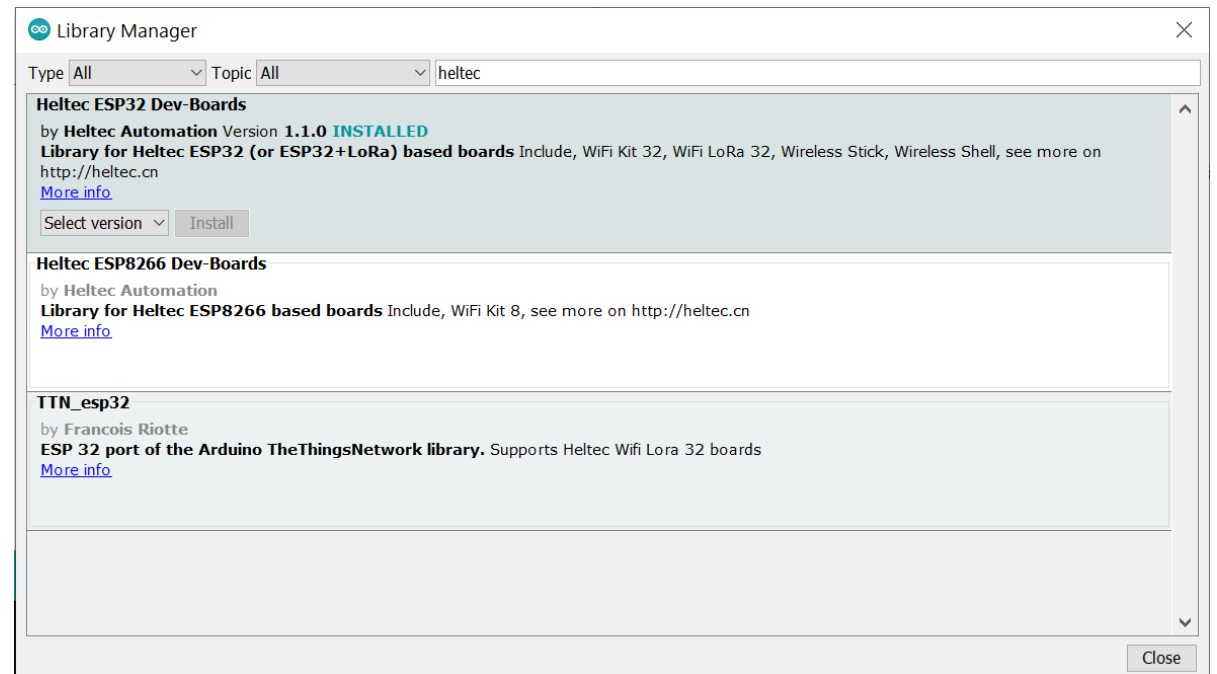 Library Manager
Type All Topic All heltec
Heltec ESP32 Dev-Boards
by Heltec Automation Version 1.1.0 INSTALLED
Library for Heltec ESP32 (or ESP32+LoRa) based boards Include, WiFi Kit 32, WiFi LoRa 32, Wireless Stick, Wireless Shell, see more on
http://heltec.cn
More info
Select version Install
Heltec ESP8266 Dev-Boards
by Heltec Automation
Library for Heltec ESP8266 based boards Include, WiFi Kit 8, see more on http://heltec.cn
More info
TTN_esp32
by Francois Riotte
ESP 32 port of the Arduino TheThingsNetwork library. Supports Heltec Wifi Lora 32 boards
More info
Close